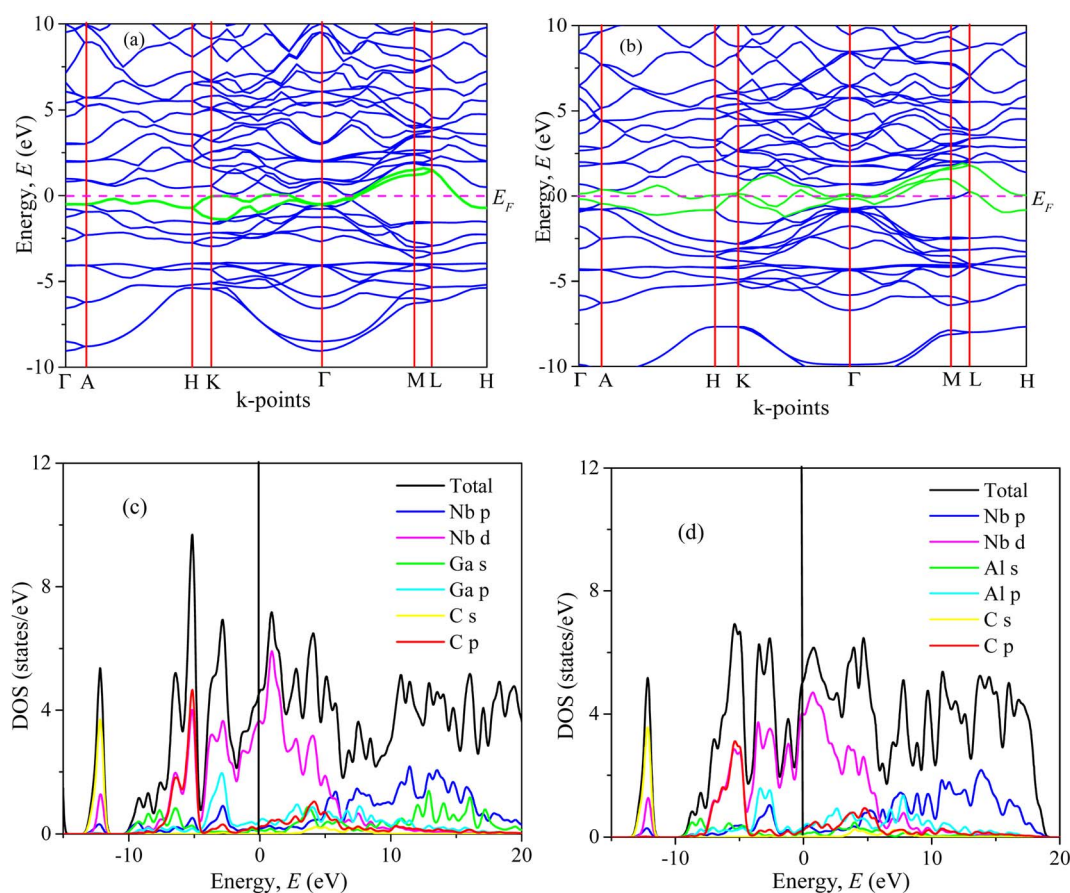 (a)
10
5
0
-5
-10
Energy, E (eV)
E_F
Γ A H K Γ M L H
k-points
(b)
10
5
0
-5
-10
Energy, E (eV)
E_F
Γ A H K Γ M L H
k-points
(c)
12
8
4
0
DOS (states/eV)
Total
Nb p
Nb d
Ga s
Ga p
C s
C p
-10 0 10 20
Energy, E (eV)
(d)
12
8
4
0
DOS (states/eV)
Total
Nb p
Nb d
Al s
Al p
C s
C p
-10 0 10 20
Energy, E (eV)